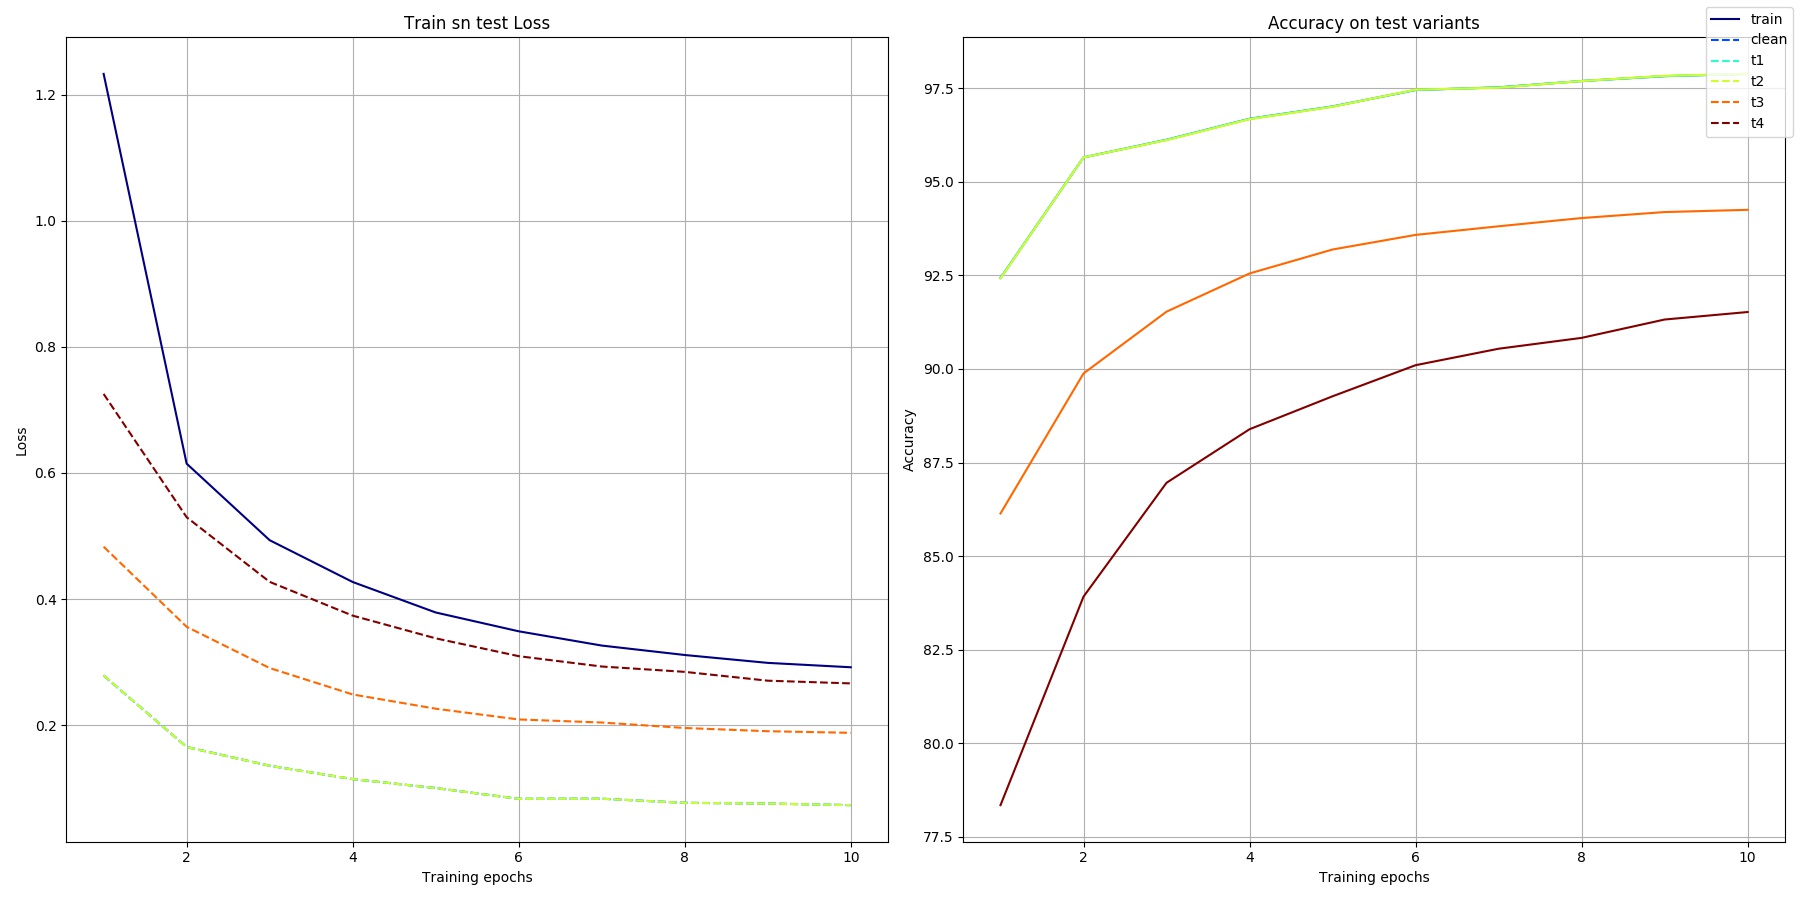 Train sn test Loss
1.2
1.0
0.8
0.6
0.4
0.2
Loss
2
4
6
8
10
Training epochs
Accuracy on test variants
97.5
95.0
92.5
90.0
87.5
85.0
82.5
80.0
77.5
Accuracy
2
4
6
8
10
Training epochs
train
clean
t1
t2
t3
t4